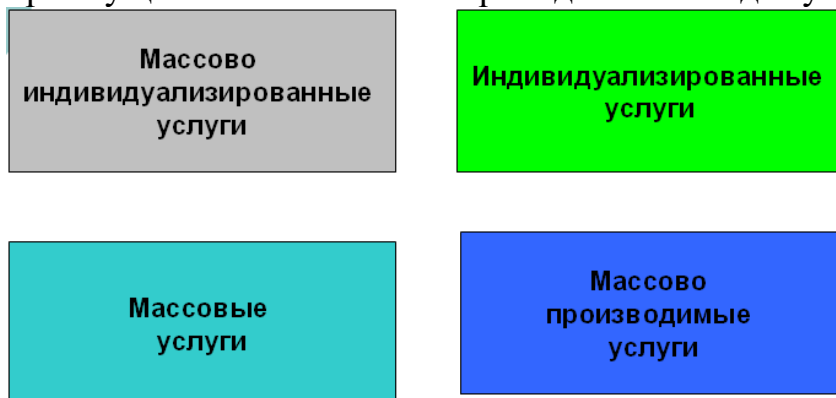 Массово
индивидуализированные
услуги
Индивидуализированные
услуги
Массовые
услуги
Массово
производимые
услуги